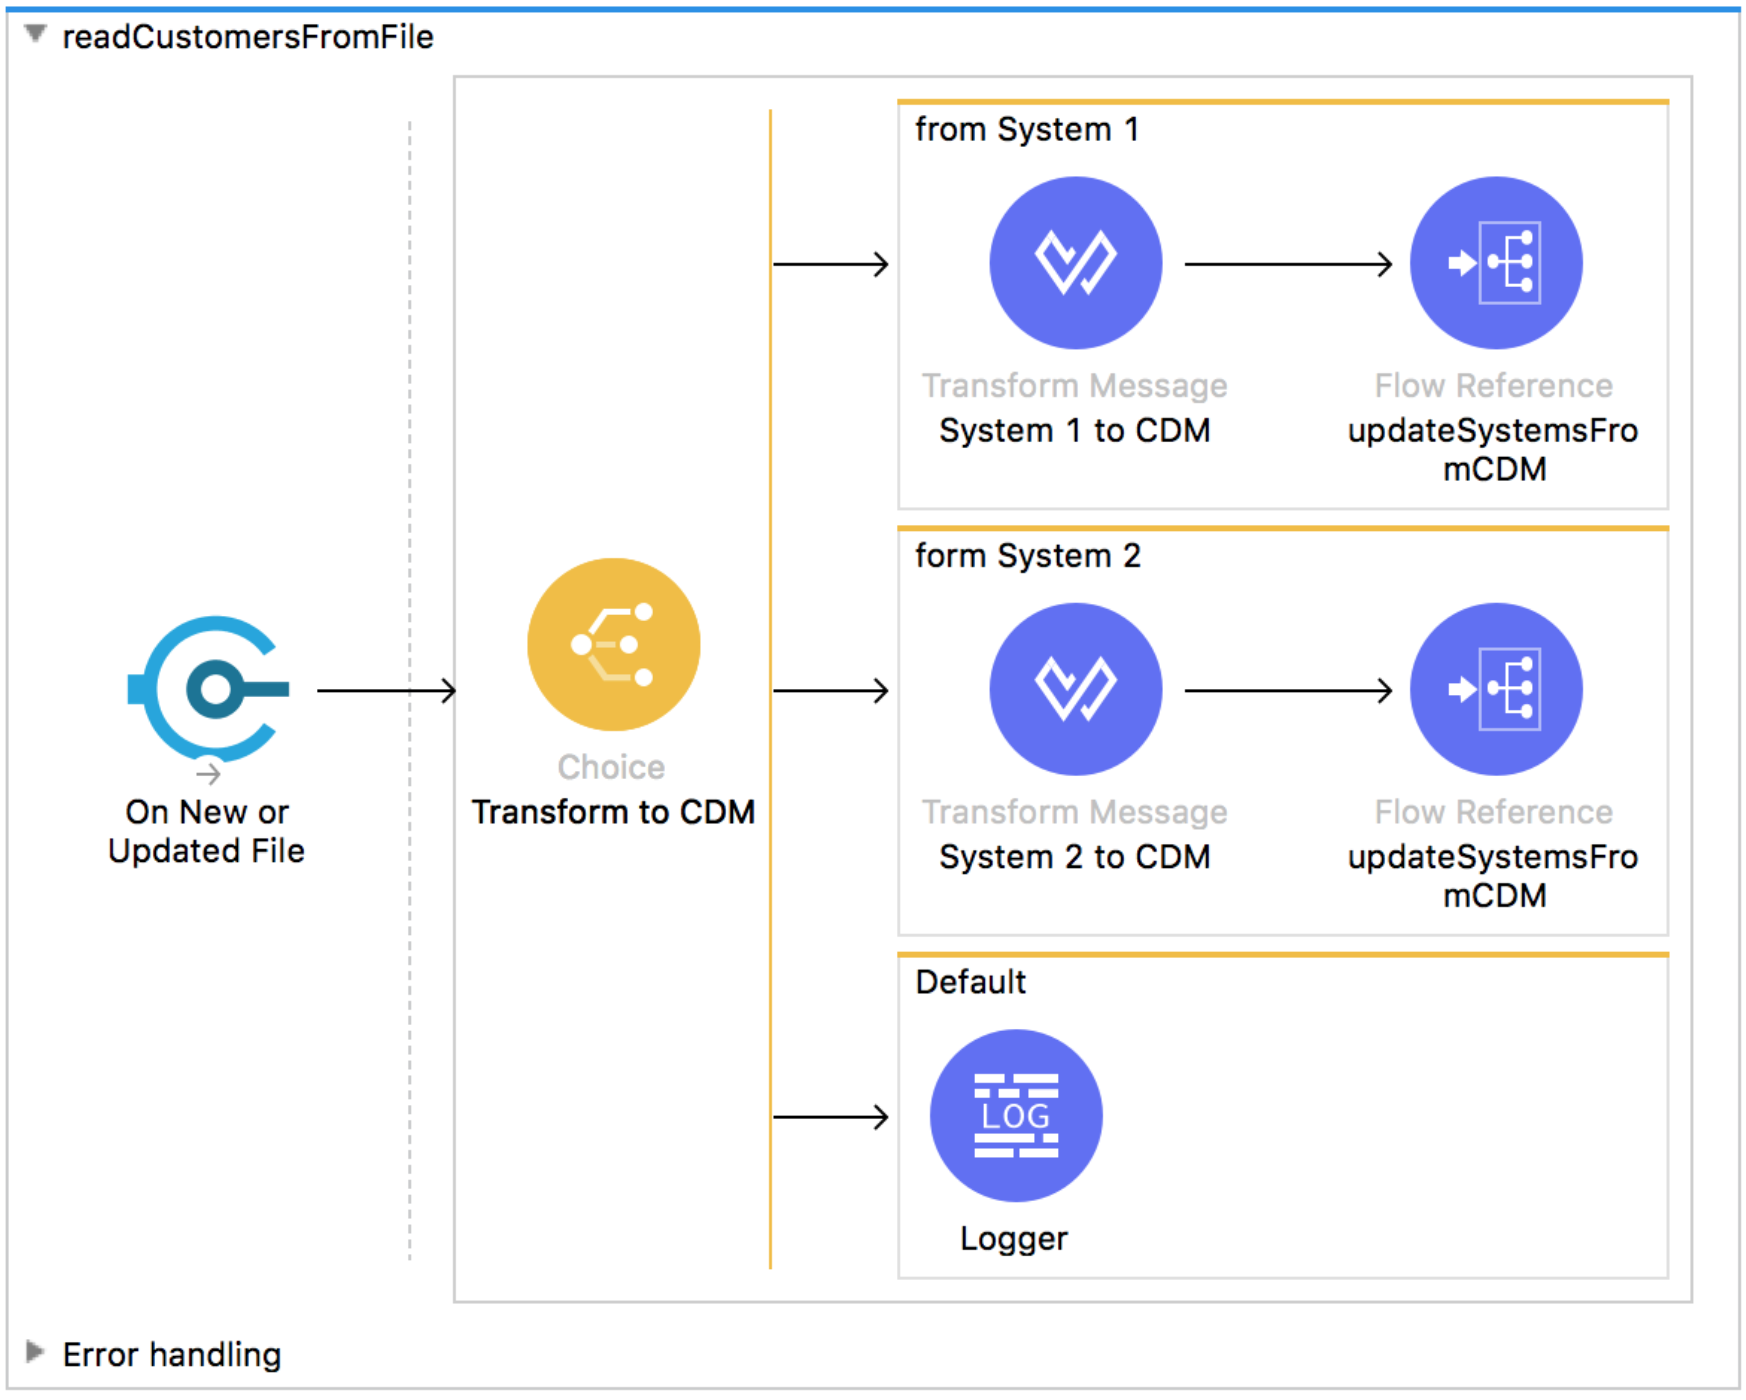 readCustomersFromFile
from System 1
Transform Message
System 1 to CDM
Flow Reference
updateSystemsFro
mCDM
form System 2
Transform Message
System 2 to CDM
Flow Reference
updateSystemsFro
mCDM
On New or
Updated File
Choice
Transform to CDM
Default
LOG
Logger
Error handling